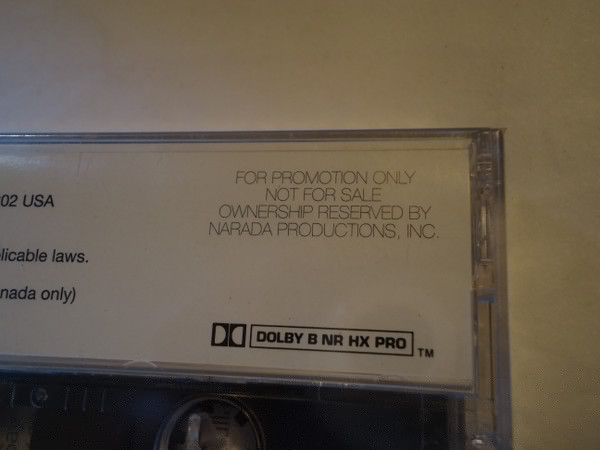 FOR PROMOTION ONLY
NOT FOR SALE
OWNERSHIP RESERVED BY
NARADA PRODUCTIONS, INC.
02 USA
licable laws.
nada only)
DOLBY B NR HX PRO TM